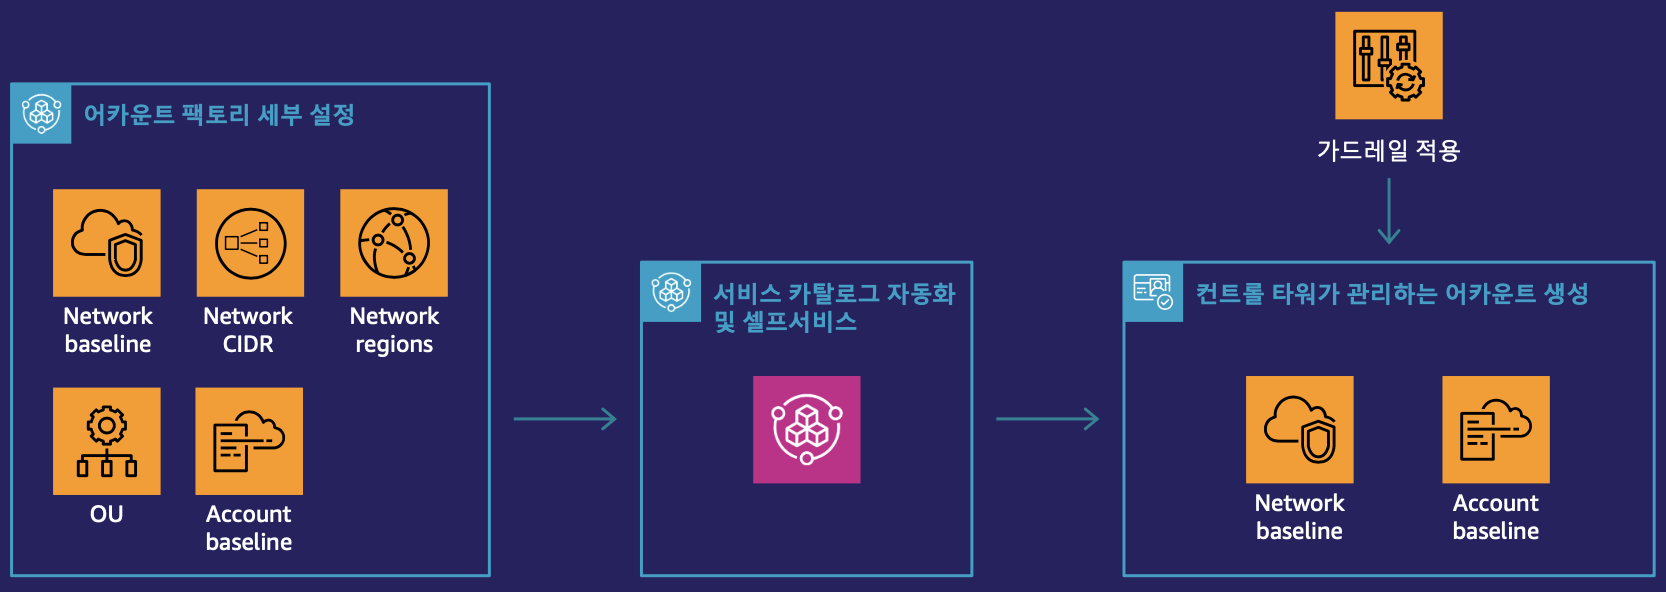 어카운트 팩토리 세부 설정
Network
baseline
Network
CIDR
Network
regions
OU
Account
baseline
서비스 카탈로그 자동화
및 셀프서비스
가드레일 적용
컨트롤 타워가 관리하는 어카운트 생성
Network
baseline
Account
baseline